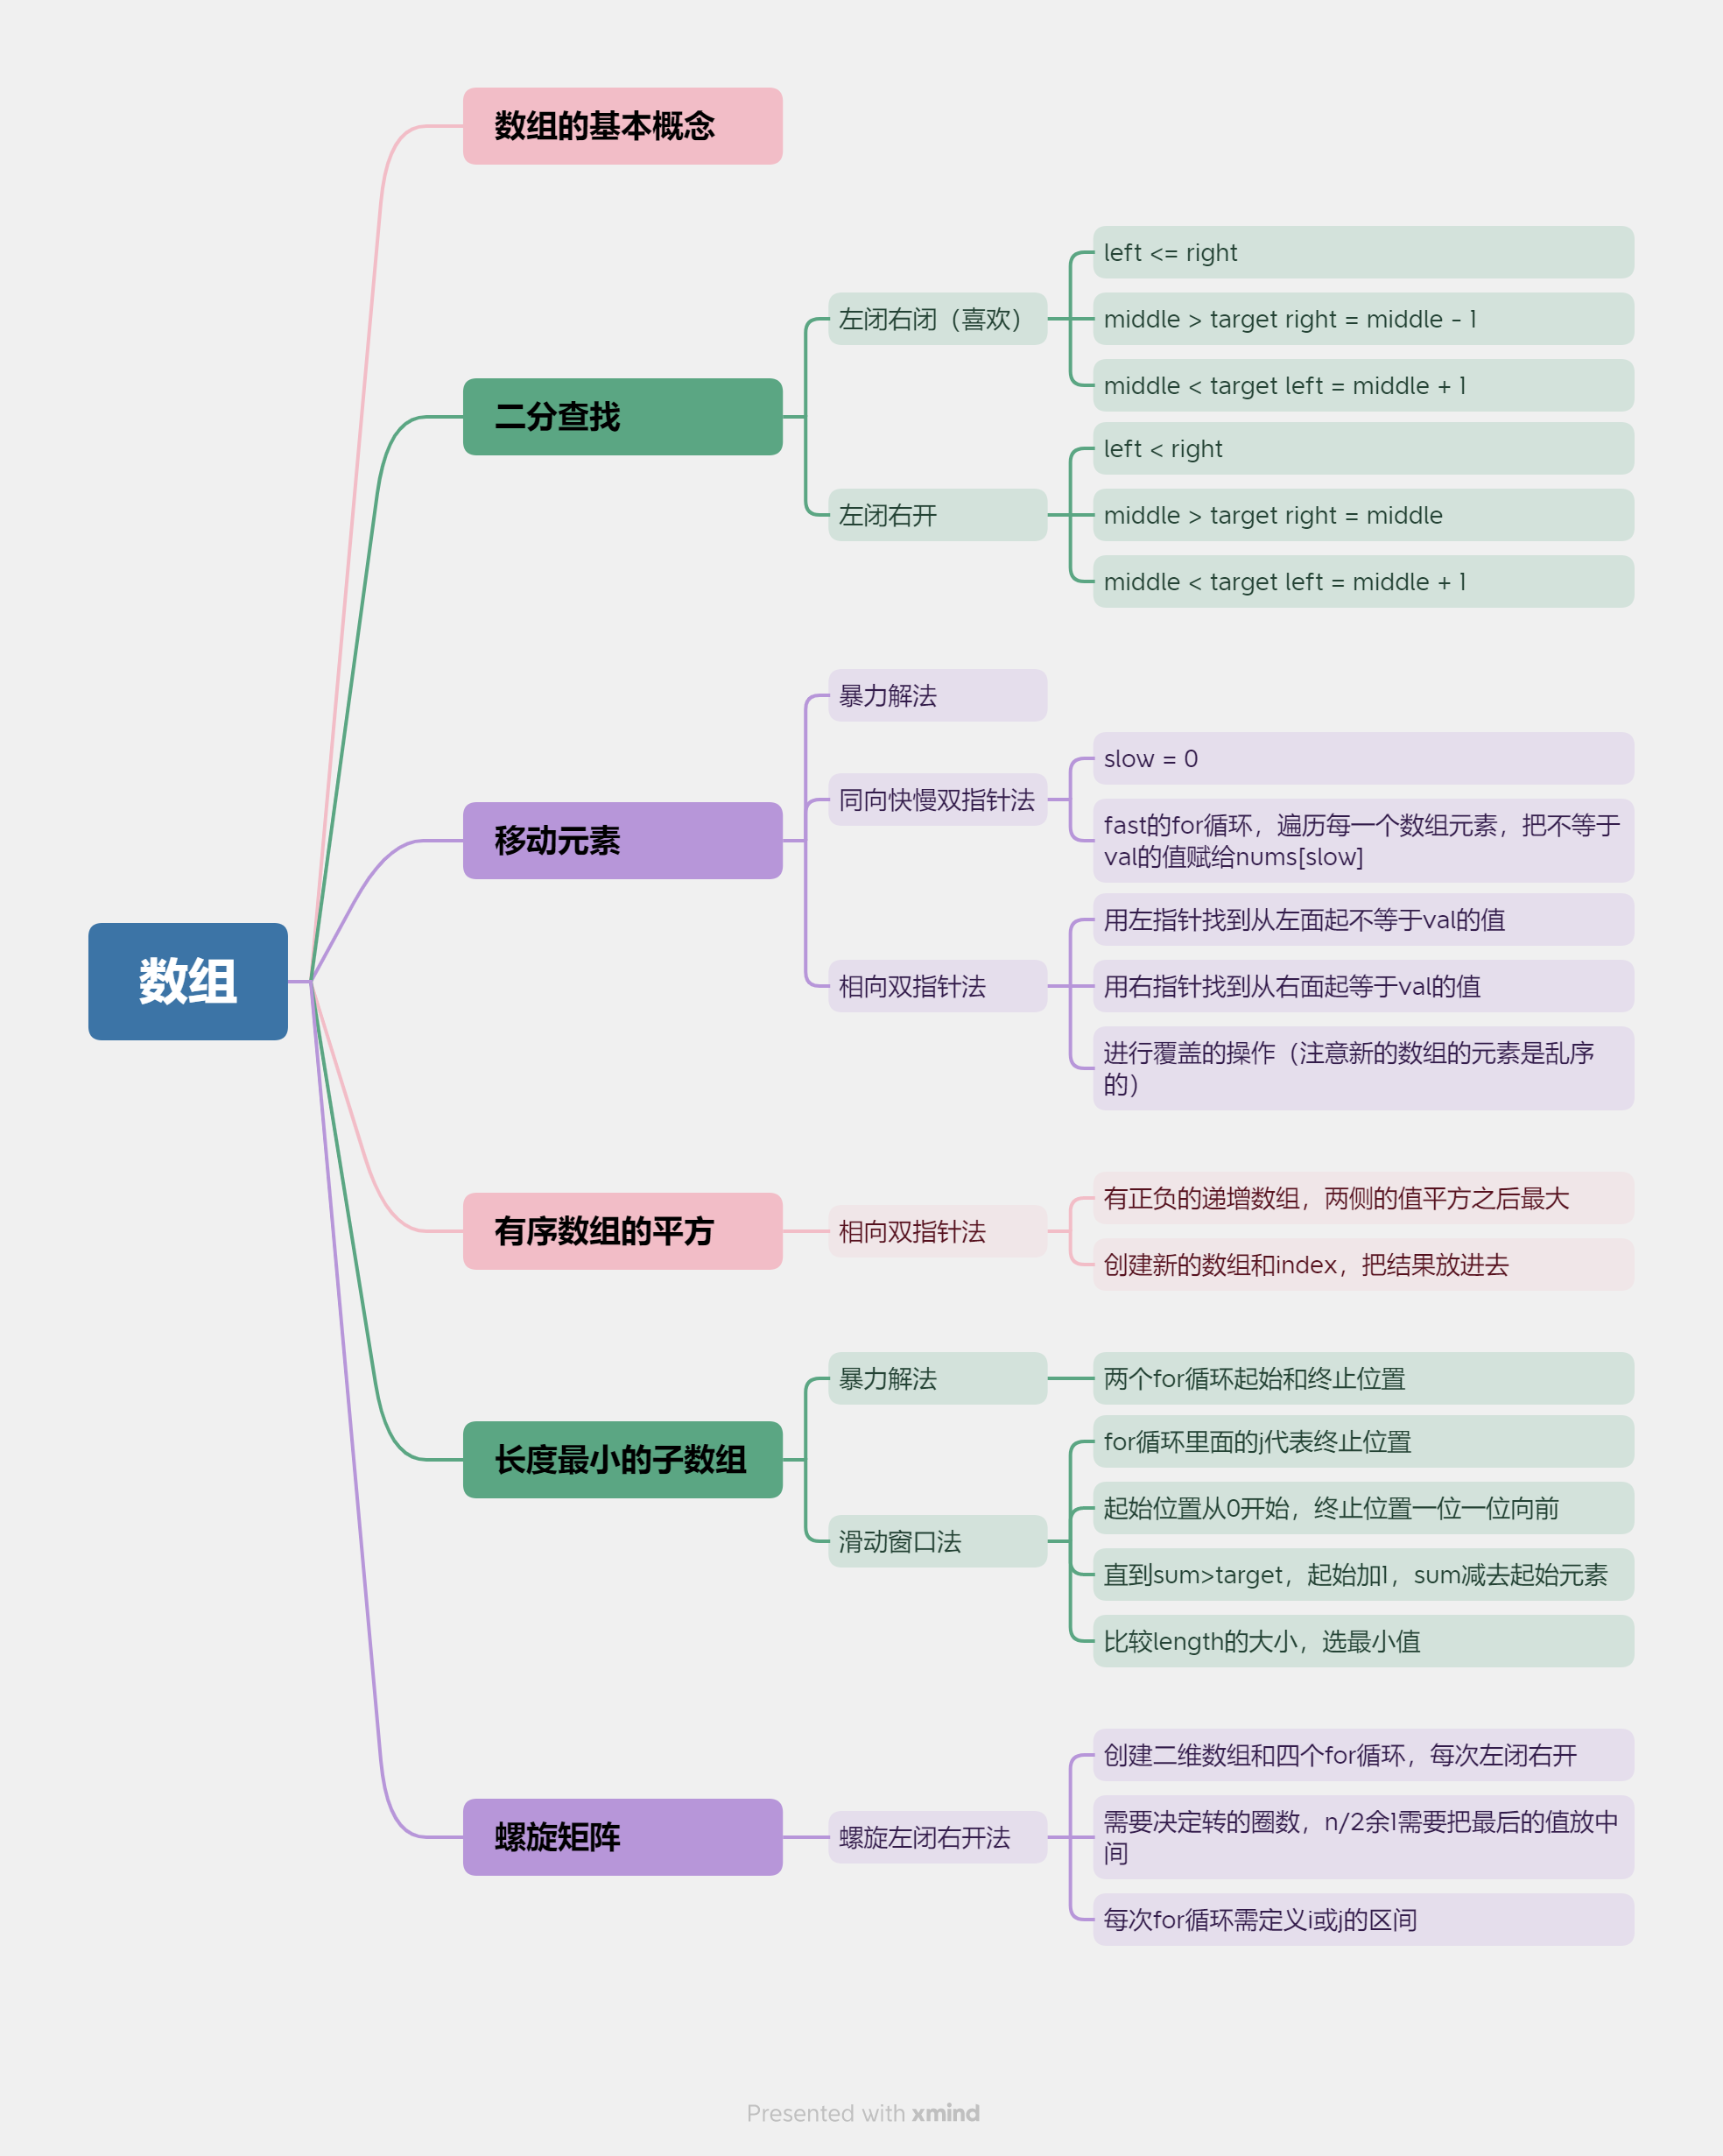 数组的基本概念
left <= right
左闭右闭（喜欢）
middle > target right = middle - 1
middle < target left = middle + 1
二分查找
left < right
左闭右开
middle > target right = middle
middle < target left = middle + 1
暴力解法
slow = 0
同向快慢双指针法
fast的for循环，遍历每一个数组元素，把不等于
val的值赋给nums[slow]
移动元素
用左指针找到从左面起不等于val的值
数组
相向双指针法
用右指针找到从右面起等于val的值
进行覆盖的操作（注意新的数组的元素是乱序
的）
有正负的递增数组，两侧的值平方之后最大
有序数组的平方
相向双指针法
创建新的数组和index，把结果放进去
暴力解法
两个for循环起始和终止位置
for循环里面的j代表终止位置
长度最小的子数组
起始位置从0开始，终止位置一位一位向前
滑动窗口法
直到sum>target，起始加1，sum减去起始元素
比较length的大小，选最小值
创建二维数组和四个for循环，每次左闭右开
螺旋矩阵
螺旋左闭右开法
需要决定转的圈数，n/2余1需要把最后的值放中
间
每次for循环需定义i或j的区间
Presented with xmind